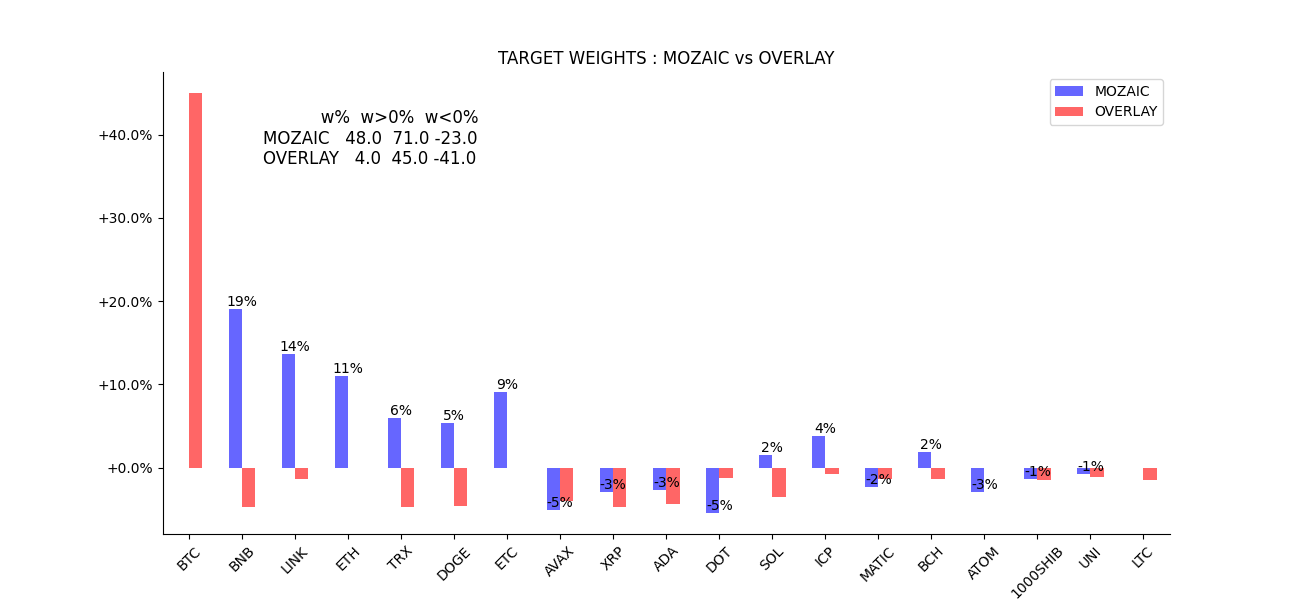 TARGET WEIGHTS : MOZAIC vs OVERLAY
MOZAIC
OVERLAY
w% w>0% w<0%
MOZAIC 48.0 71.0 -23.0
OVERLAY 4.0 45.0 -41.0
+40.0%
+30.0%
+20.0%
+10.0%
+0.0%
19%
14%
11%
6%
5%
9%
-5%
-3%
-3%
-5%
2%
4%
-2%
2%
-3%
-1%
-1%
BTC
BNB
LINK
ETH
TRX
DOGE
ETC
AVAX
XRP
ADA
DOT
SOL
ICP
MATIC
BCH
ATOM
1000SHIB
UNI
LTC